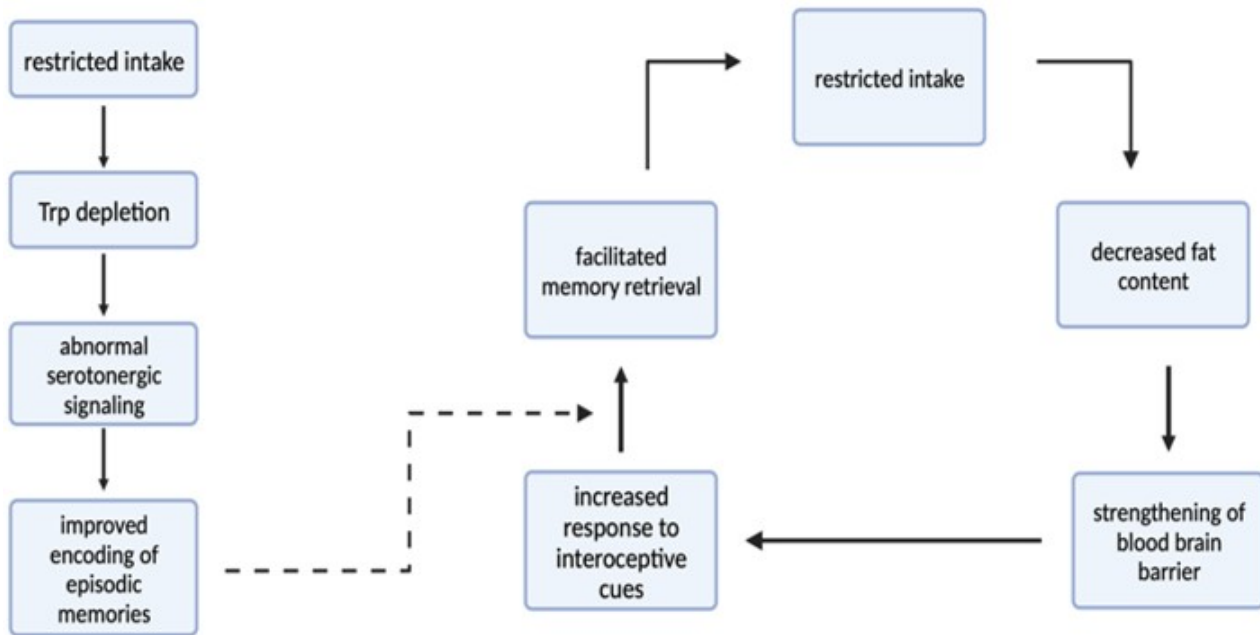 restricted intake
Trp depletion
abnormal
serotonergic
signaling
improved
encoding of
episodic
memories
restricted intake
decreased fat
content
strengthening of
blood brain
barrier
increased
response to
interoceptive
cues
facilitated
memory retrieval